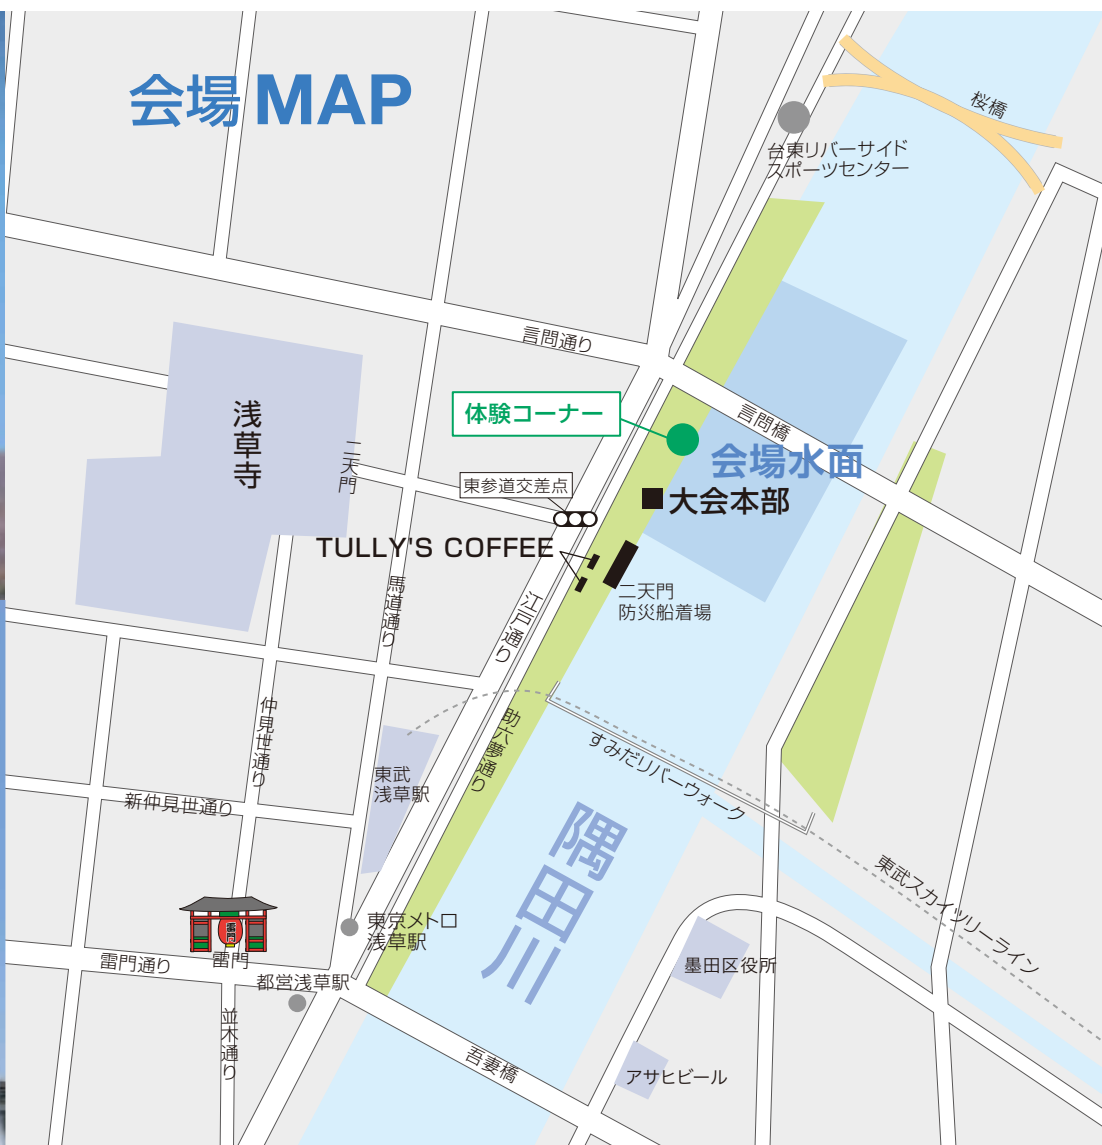 会場 MAP
桜橋
台東リバーサイド
スポーツセンター
言問通り
体験コーナー
言問橋
浅草寺
二天門
会場水面
東参道交差点
大会本部
TULLY'S COFFEE
二天門
防災船着場
馬道通り
江戸通り
仲見世通り
助六夢通り
すみだリバーウォーク
東武
浅草駅
新仲見世通り
隅田川
東武スカイツリーライン
雷門
東京メトロ
浅草駅
雷門通り
雷門
都営浅草駅
墨田区役所
並木通り
吾妻橋
アサヒビール